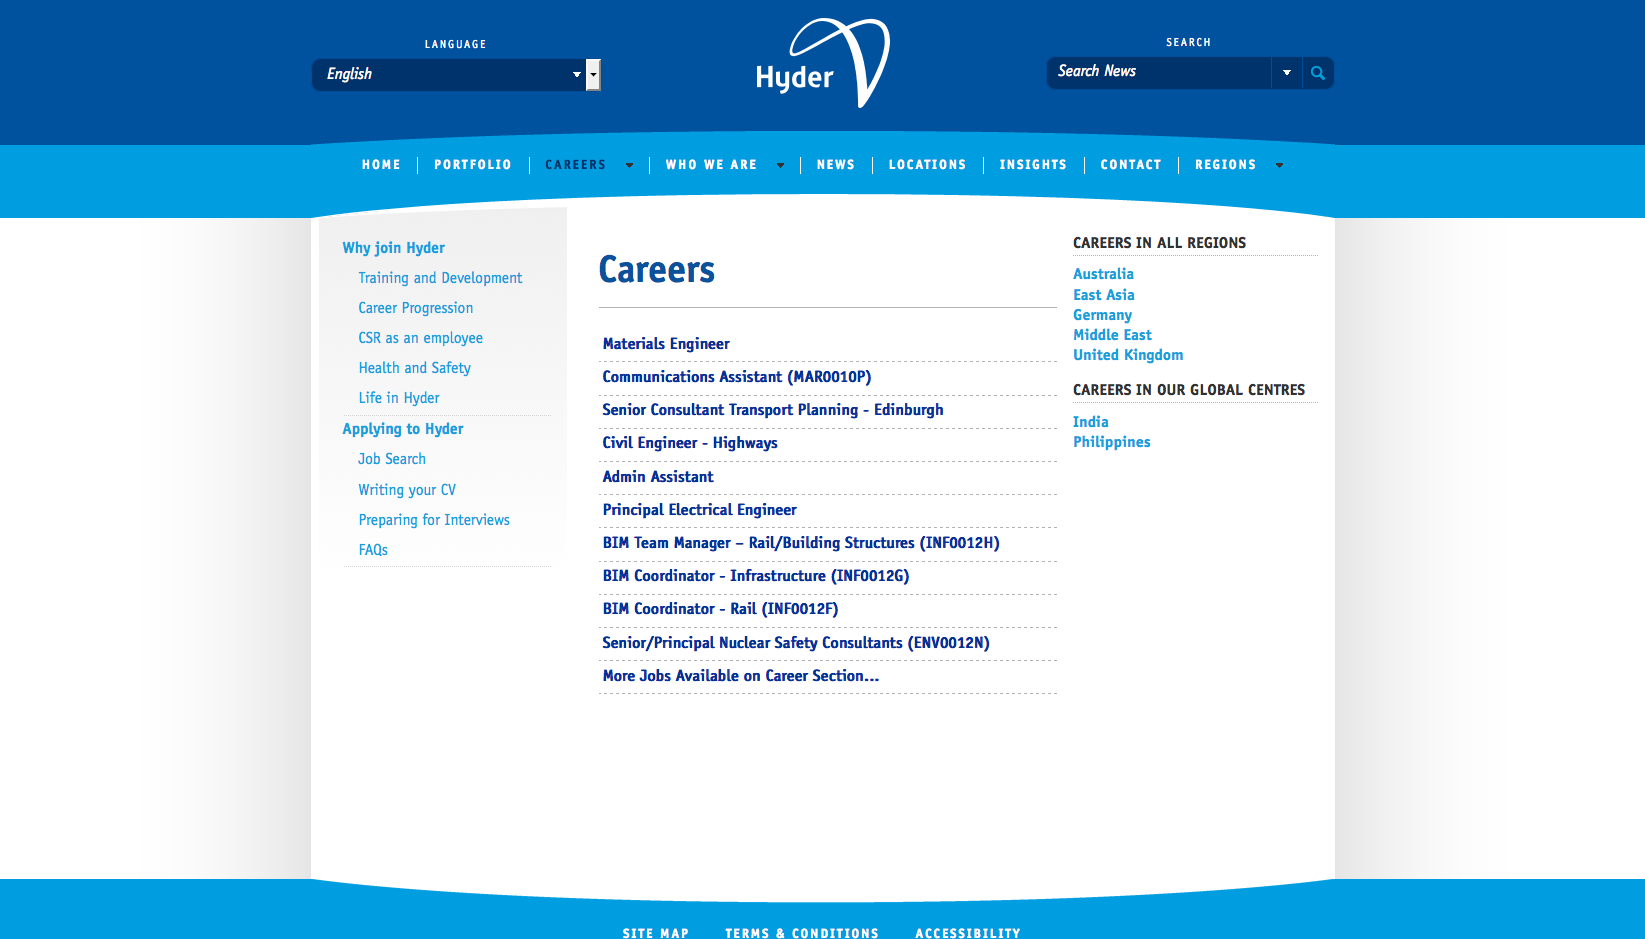 LANGUAGE
English
Hyder
SEARCH
Search News
HOME
PORTFOLIO
CAREERS
WHO WE ARE
NEWS
LOCATIONS
INSIGHTS
CONTACT
REGIONS
Why join Hyder
Training and Development
Career Progression
CSR as an employee
Health and Safety
Life in Hyder
Applying to Hyder
Job Search
Writing your CV
Preparing for Interviews
FAQs
Careers
Materials Engineer
Communications Assistant (MAR0010P)
Senior Consultant Transport Planning - Edinburgh
Civil Engineer - Highways
Admin Assistant
Principal Electrical Engineer
BIM Team Manager – Rail/Building Structures (INF0012H)
BIM Coordinator - Infrastructure (INF0012G)
BIM Coordinator - Rail (INF0012F)
Senior/Principal Nuclear Safety Consultants (ENV0012N)
More Jobs Available on Career Section...
CAREERS IN ALL REGIONS
Australia
East Asia
Germany
Middle East
United Kingdom
CAREERS IN OUR GLOBAL CENTRES
India
Philippines
SITE MAP
TERMS & CONDITIONS
ACCESSIBILITY